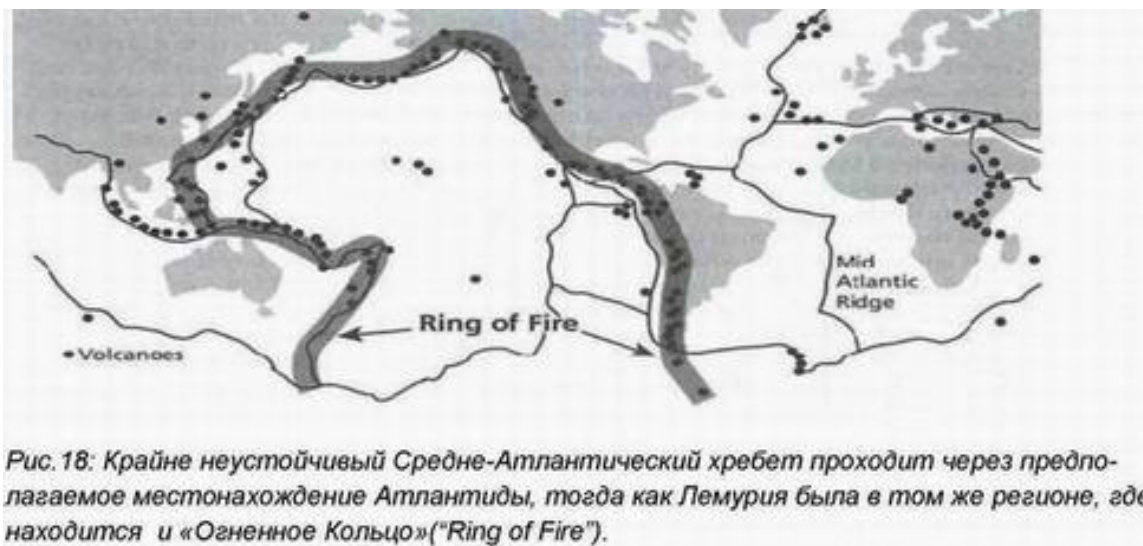 Mid
Atlantic
Ridge
Ring of Fire
Volcanoes
Рис.18: Крайне неустойчивый Средне-Атлантический хребет проходит через предпо-
лагаемое местонахождение Атлантиды, тогда как Лемурия была в том же регионе, где
находится и «Огненное Кольцо»("Ring of Fire").